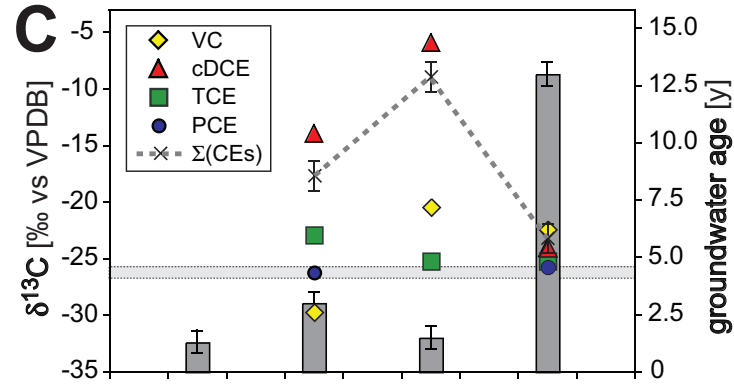 C
δ¹³C [‰ vs VPDB]
-5
-10
-15
-20
-25
-30
-35
VC
cDCE
TCE
PCE
Σ(CEs)
15.0
12.5
10.0
7.5
5.0
2.5
0
groundwater age [y]